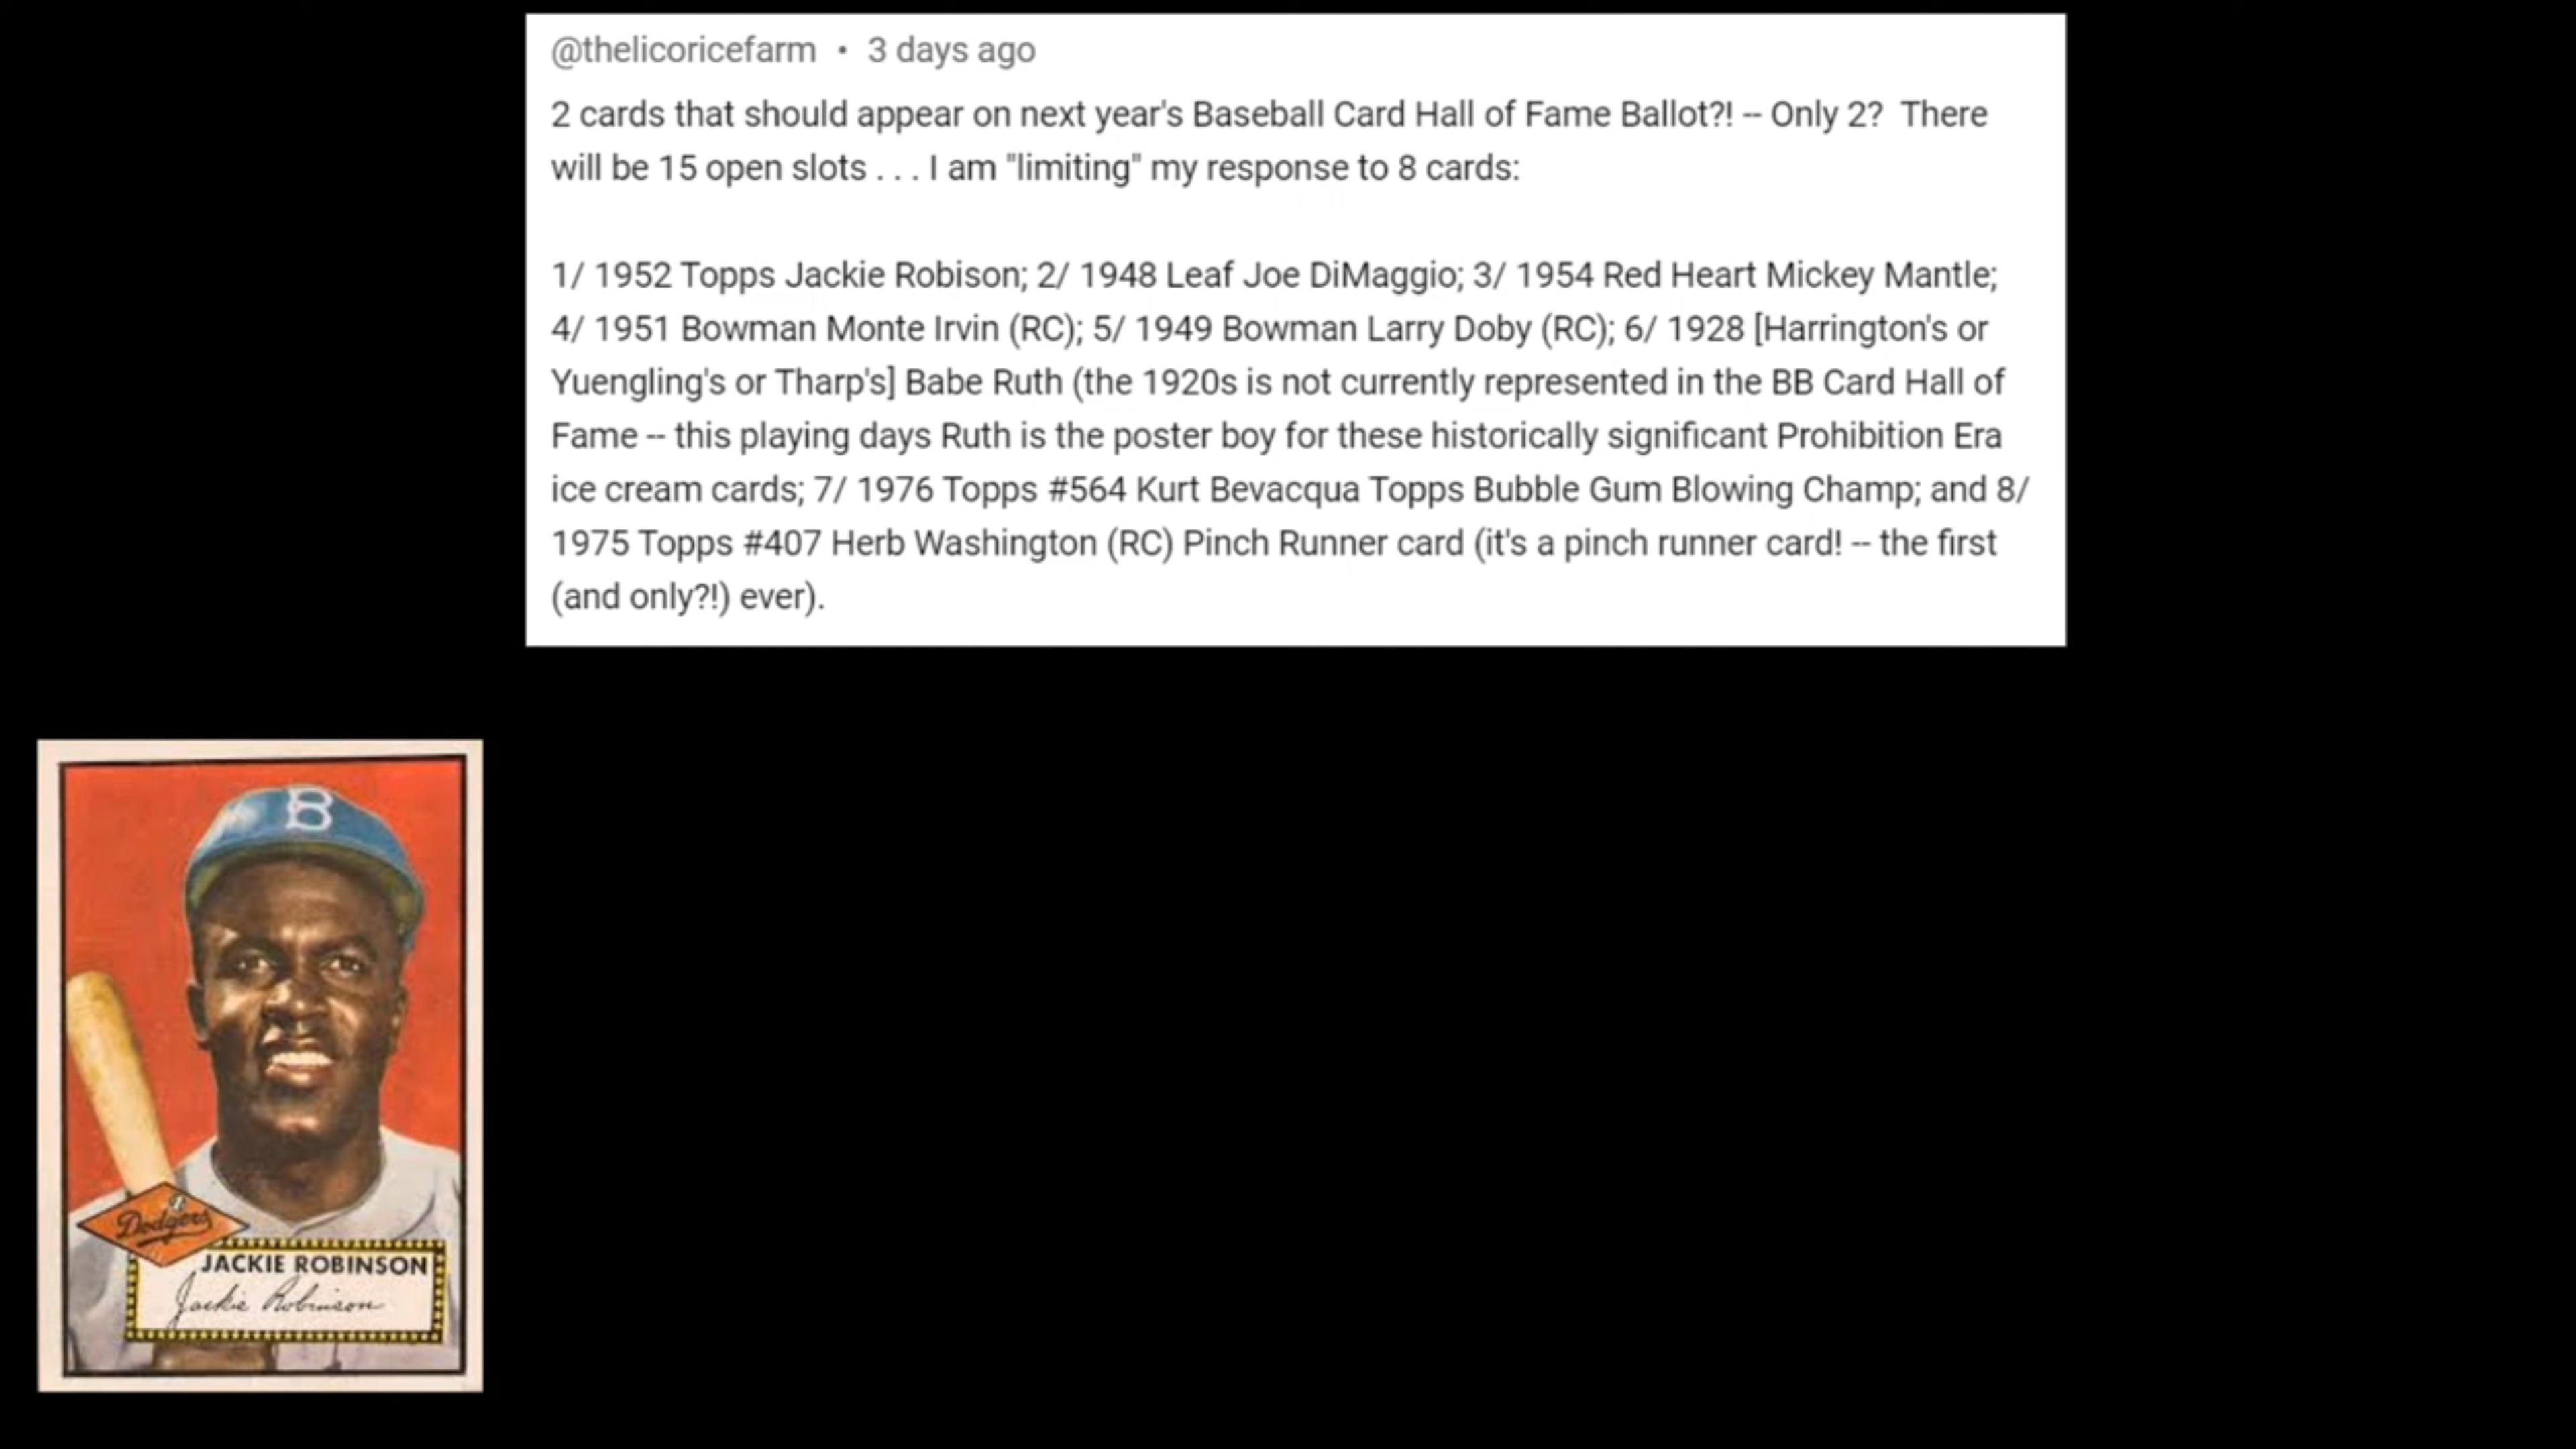 @thelicoricefarm • 3 days ago
2 cards that should appear on next year's Baseball Card Hall of Fame Ballot?! -- Only 2?  There
will be 15 open slots . . . I am "limiting" my response to 8 cards:
1/ 1952 Topps Jackie Robison; 2/ 1948 Leaf Joe DiMaggio; 3/ 1954 Red Heart Mickey Mantle;
4/ 1951 Bowman Monte Irvin (RC); 5/ 1949 Bowman Larry Doby (RC); 6/ 1928 [Harrington's or
Yuengling's or Tharp's] Babe Ruth (the 1920s is not currently represented in the BB Card Hall of
Fame -- this playing days Ruth is the poster boy for these historically significant Prohibition Era
ice cream cards; 7/ 1976 Topps #564 Kurt Bevacqua Topps Bubble Gum Blowing Champ; and 8/
1975 Topps #407 Herb Washington (RC) Pinch Runner card (it's a pinch runner card! -- the first
(and only?!) ever).
B
Dodgers
JACKIE ROBINSON
Jackie Robinson